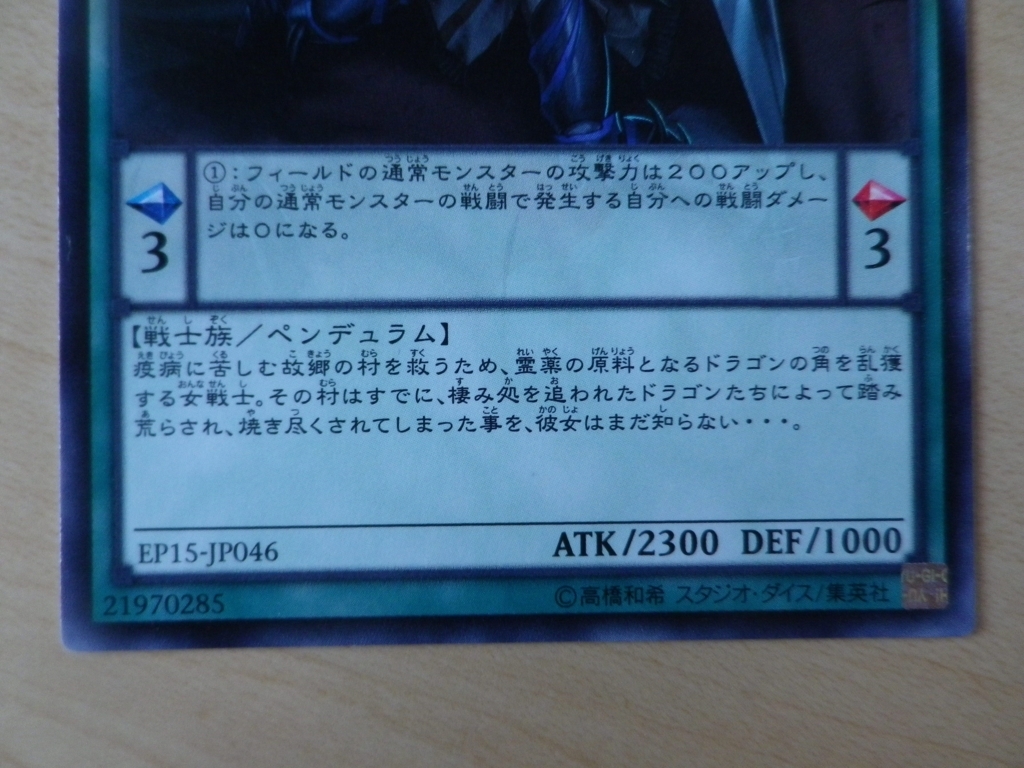 ①：フィールドの通常モンスターの攻撃力は２００アップし、
自分の通常モンスターの戦闘で発生する自分への戦闘ダメー
ジは０になる。
3
3
【戦士族／ペンデュラム】
疫病に苦しむ故郷の村を救うため、霊薬の原料となるドラゴンの角を乱獲
する女戦士。その村はすでに、棲み処を追われたドラゴンたちによって踏み
荒らされ、焼き尽くされてしまった事を、彼女はまだ知らない・・・。
EP15-JP046
ATK/2300 DEF/1000
21970285
©高橋和希 スタジオ・ダイス/集英社